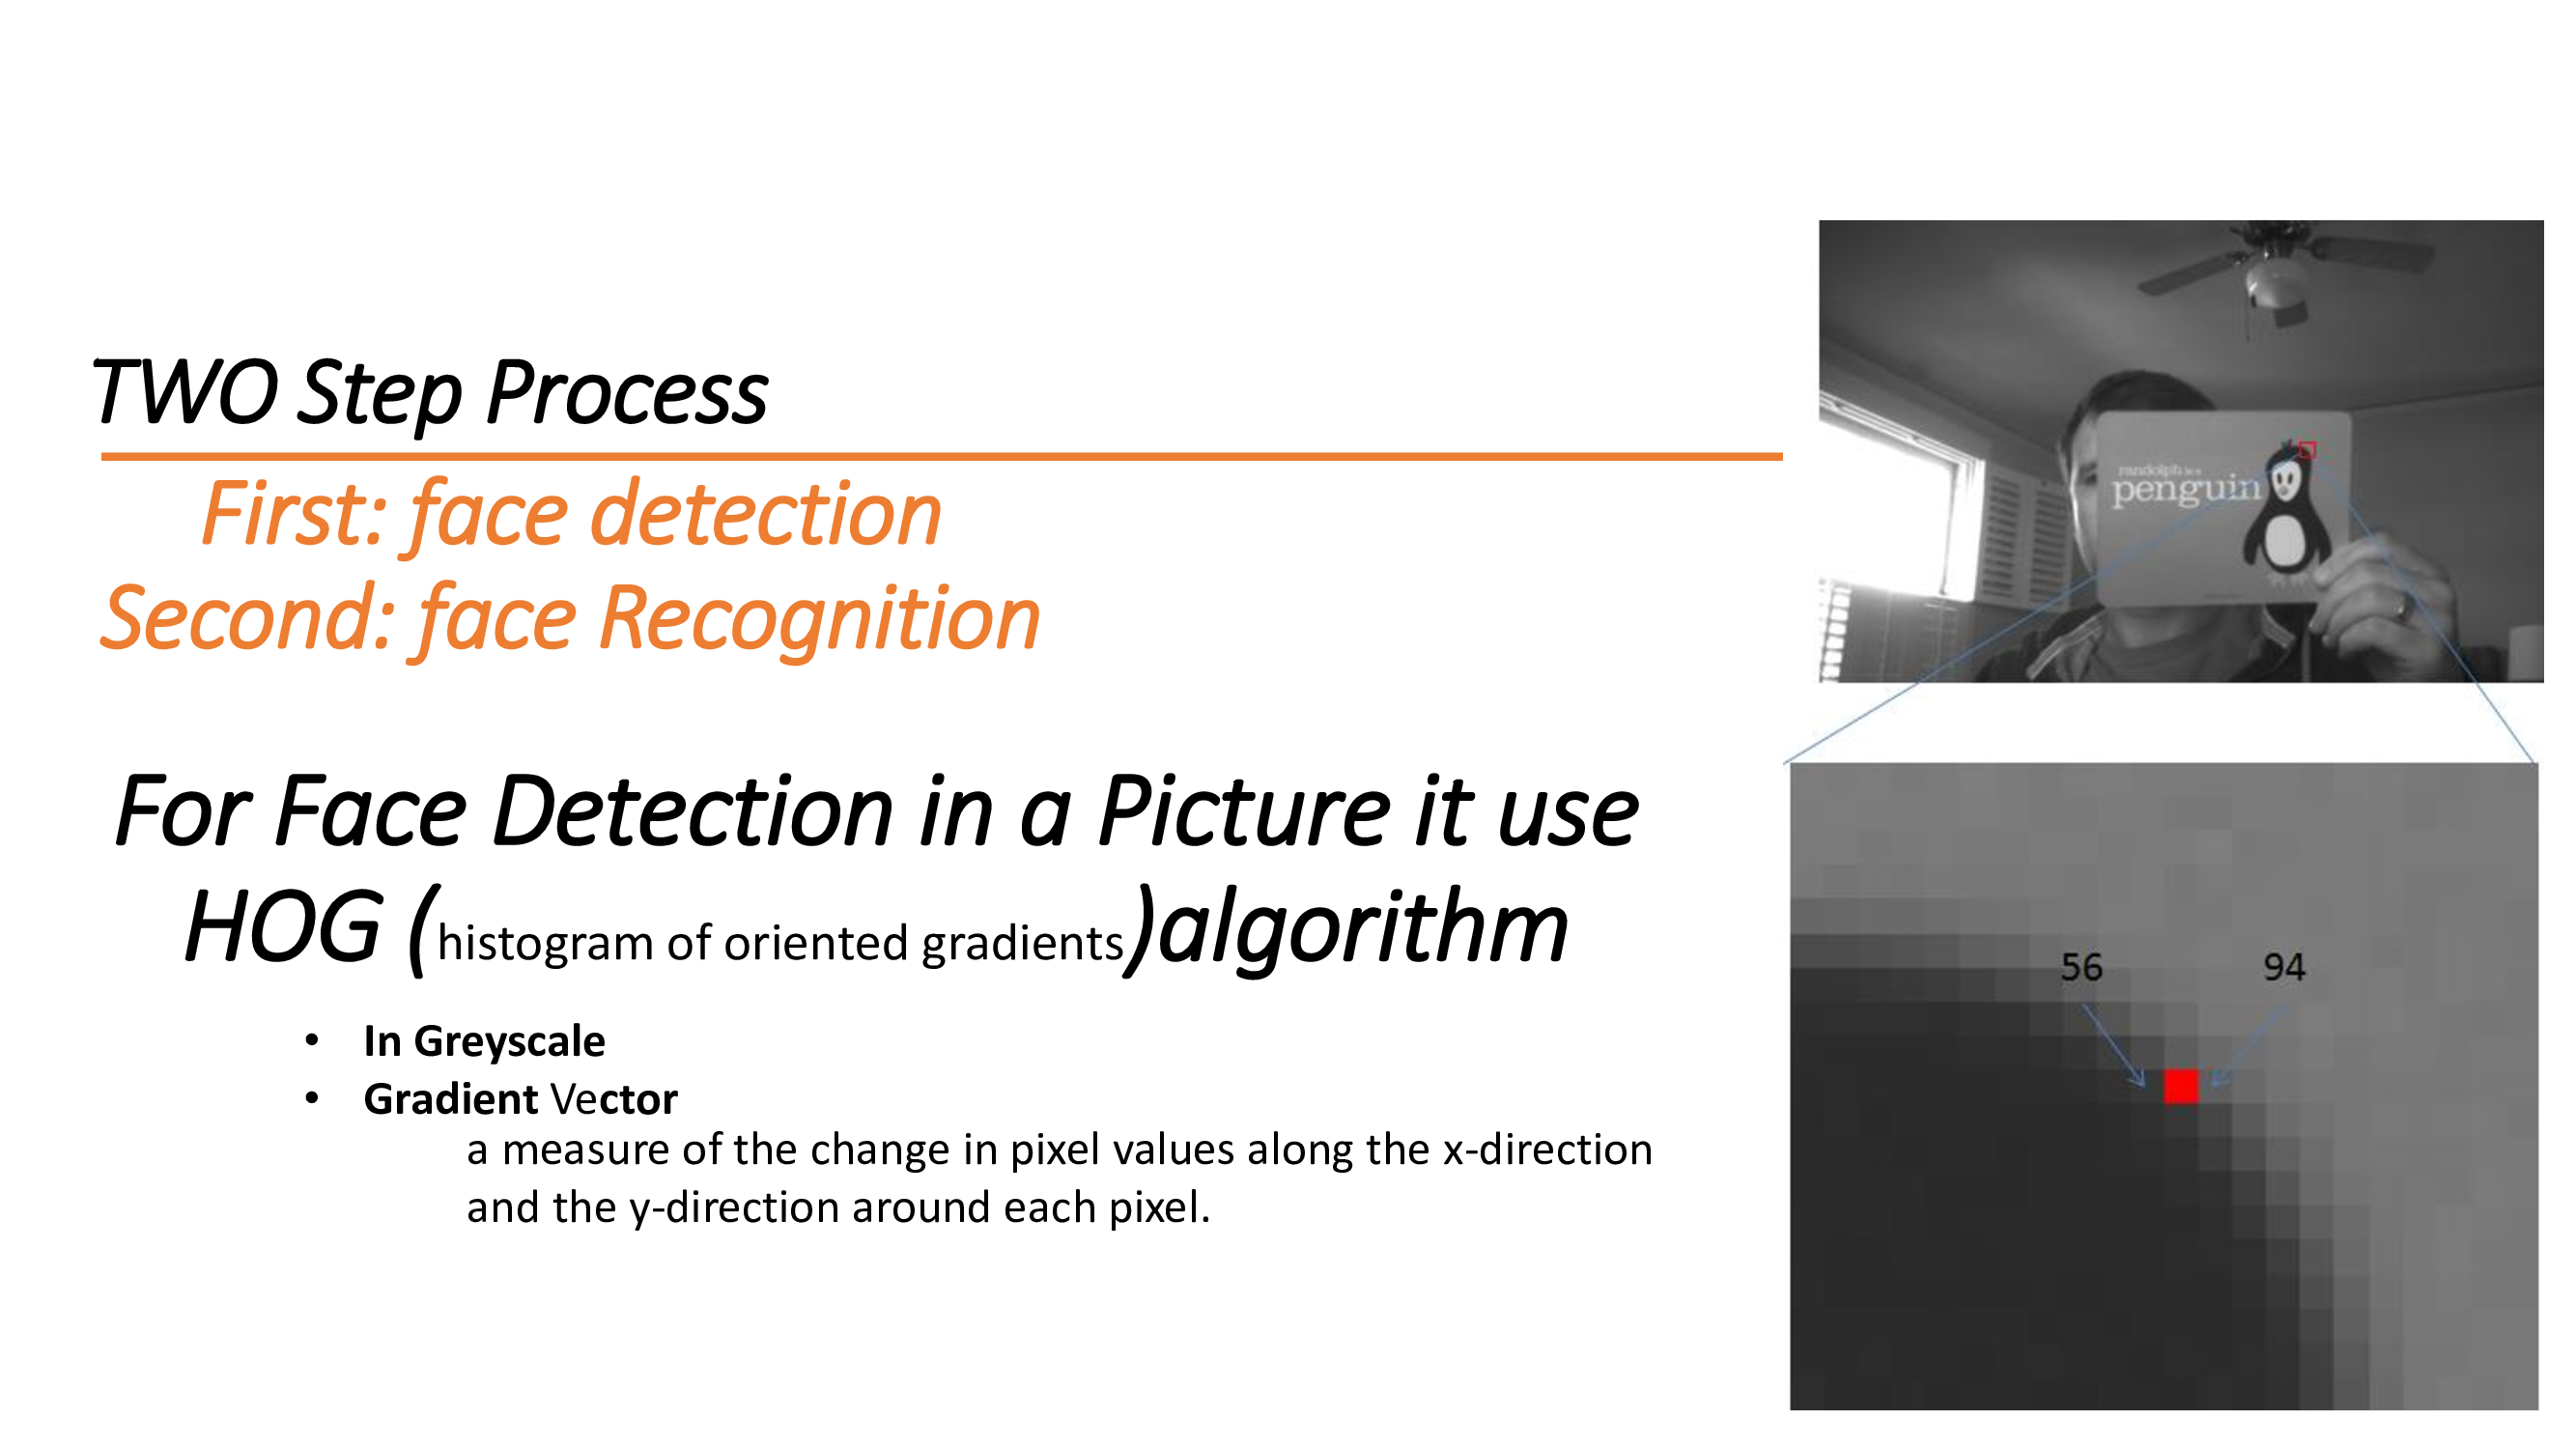 TWO Step Process
First: face detection
Second: face Recognition
For Face Detection in a Picture it use
HOG (histogram of oriented gradients)algorithm
• In Greyscale
• Gradient Vector
a measure of the change in pixel values along the x-direction
and the y-direction around each pixel.
randolph is a
penguin
56 94